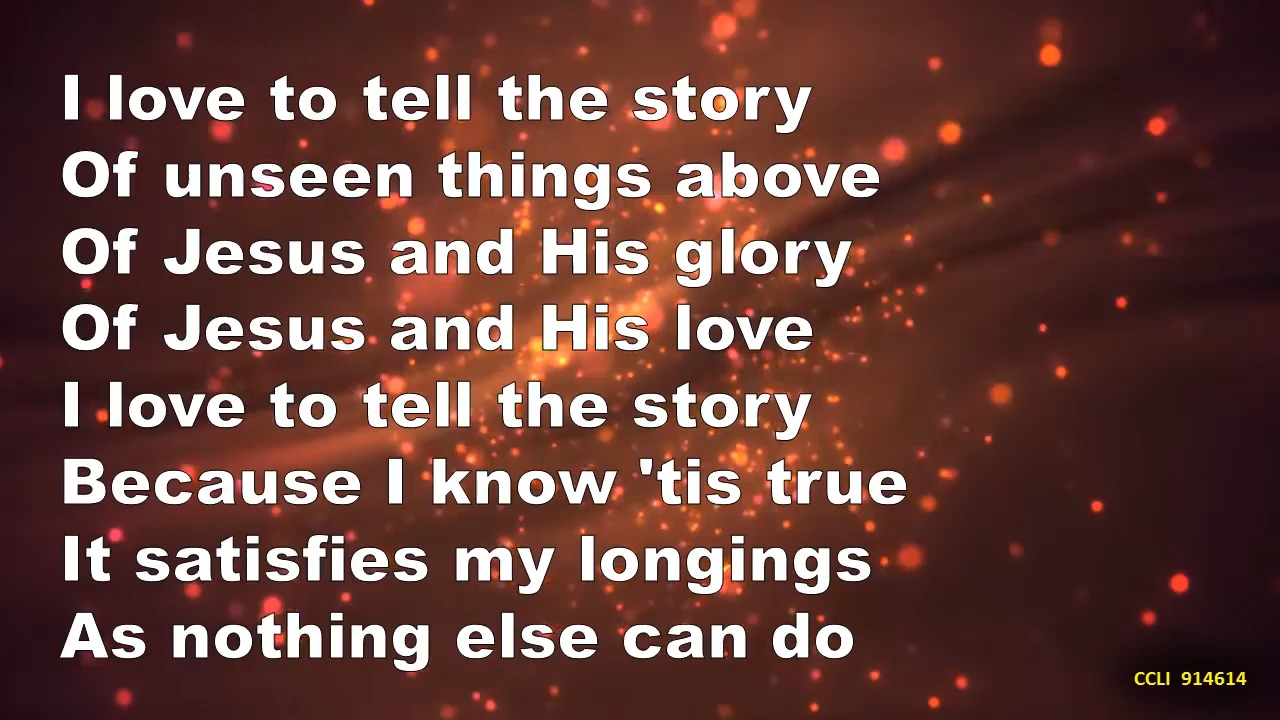 I love to tell the story
Of unseen things above
Of Jesus and His glory
Of Jesus and His love
I love to tell the story
Because I know 'tis true
It satisfies my longings
As nothing else can do
CCLI 914614